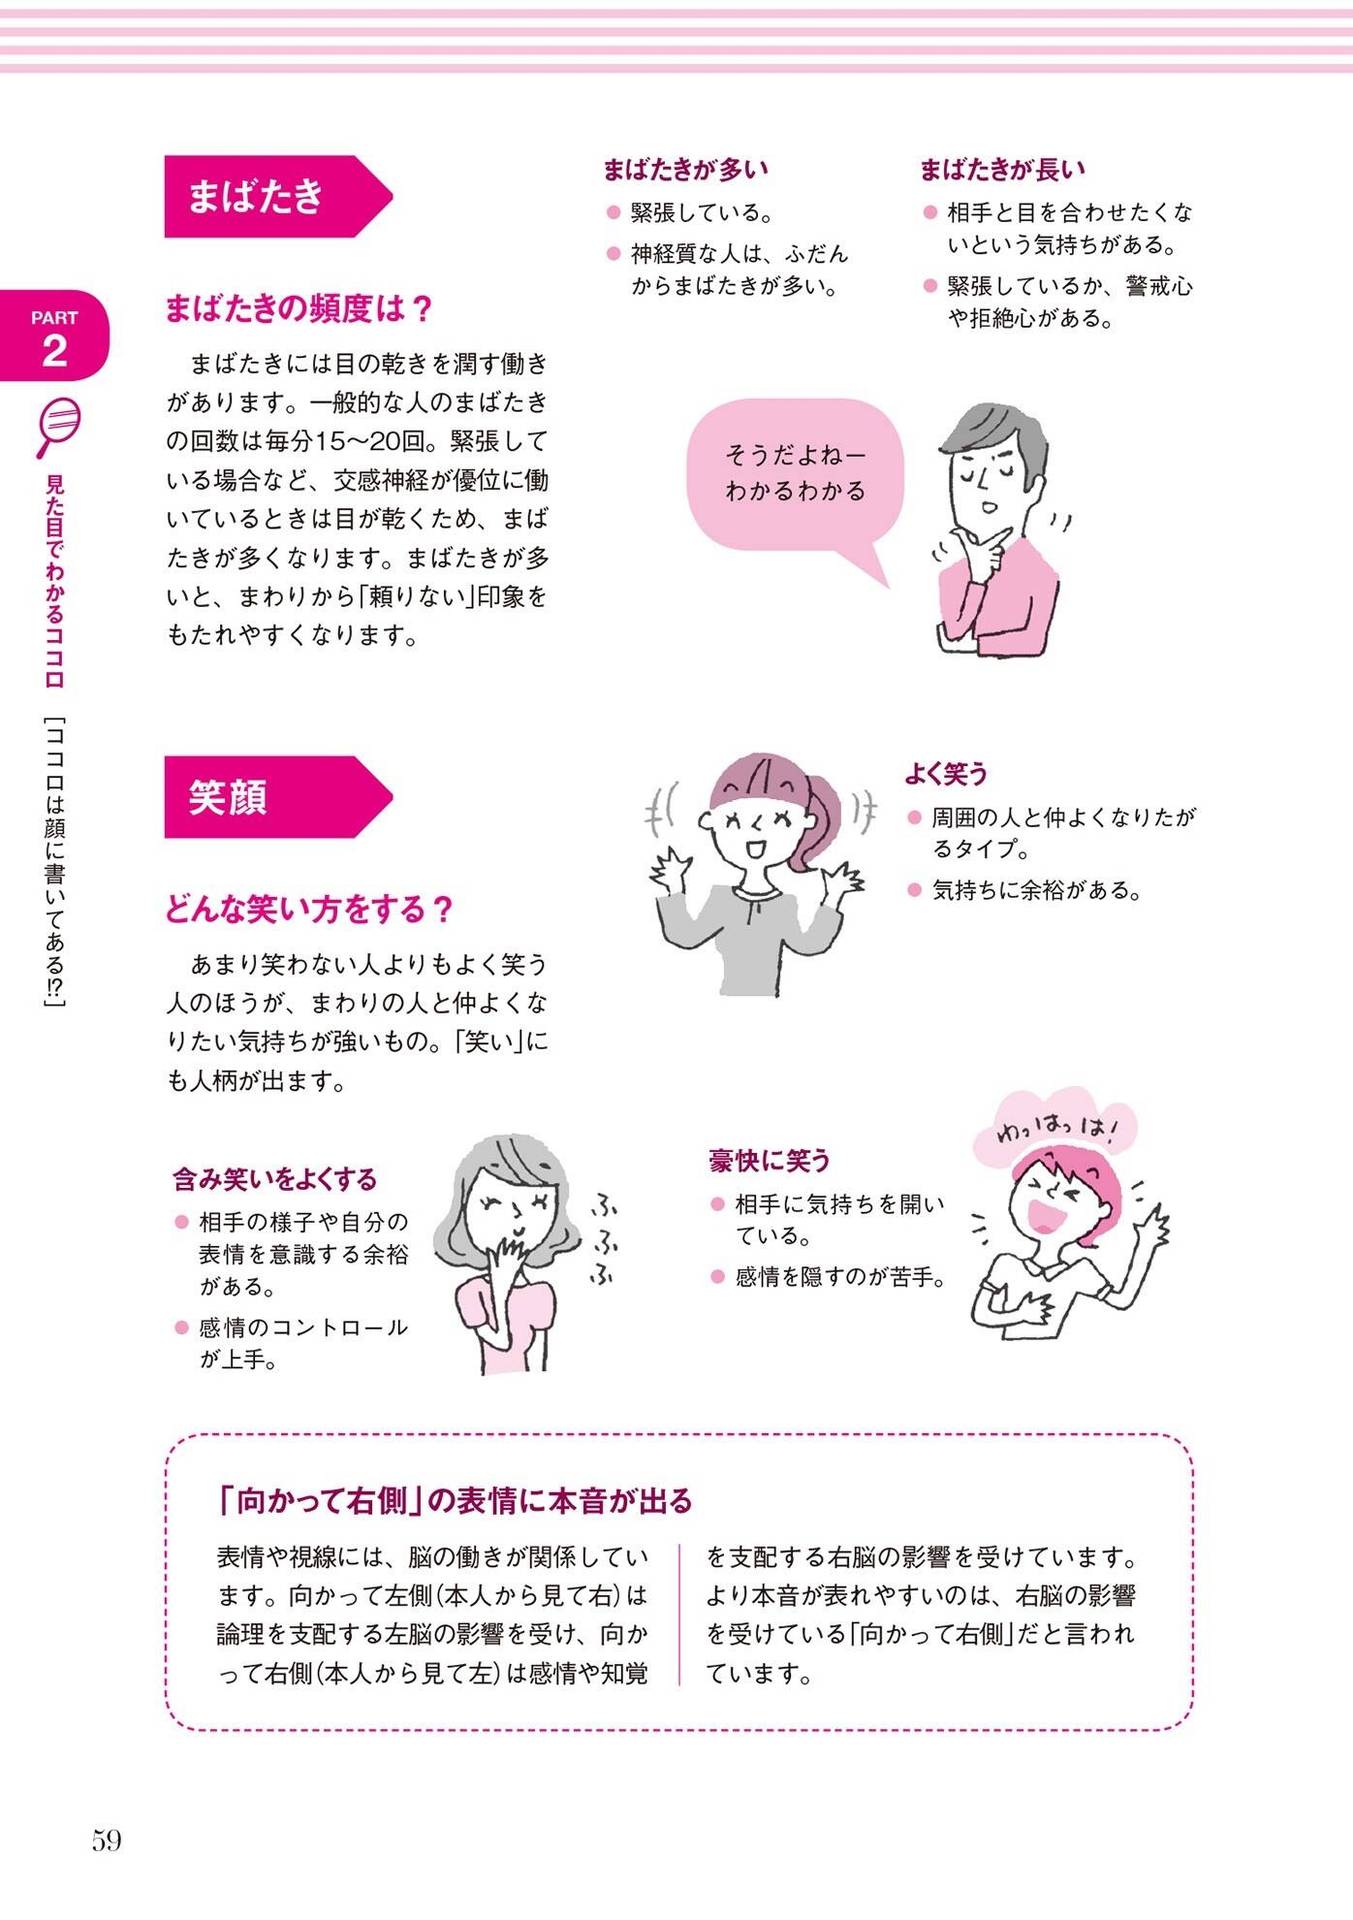 PART
2
見た目でわかるココロ
[ココロは顔に書いてある!?]
まばたき
まばたきの頻度は？
まばたきには目の乾きを潤す働き
があります。一般的な人のまばたき
の回数は毎分15〜20回。緊張して
いる場合など、交感神経が優位に働
いているときは目が乾くため、まば
たきが多くなります。まばたきが多
いと、まわりから「頼りない」印象を
もたれやすくなります。
まばたきが多い
● 緊張している。
● 神経質な人は、ふだん
からまばたきが多い。
まばたきが長い
● 相手と目を合わせたくな
いという気持ちがある。
● 緊張しているか、警戒心
や拒絶心がある。
そうだよねー
わかるわかる
笑顔
どんな笑い方をする？
あまり笑わない人よりもよく笑う
人のほうが、まわりの人と仲よくな
りたい気持ちが強いもの。「笑い」に
も人柄が出ます。
よく笑う
● 周囲の人と仲よくなりたが
るタイプ。
● 気持ちに余裕がある。
含み笑いをよくする
● 相手の様子や自分の
表情を意識する余裕
がある。
● 感情のコントロール
が上手。
ふ
ふ
ふ
豪快に笑う
● 相手に気持ちを開い
ている。
● 感情を隠すのが苦手。
わっはっは!
「向かって右側」の表情に本音が出る
表情や視線には、脳の働きが関係してい
ます。向かって左側(本人から見て右)は
論理を支配する左脳の影響を受け、向か
って右側(本人から見て左)は感情や知覚
を支配する右脳の影響を受けています。
より本音が表れやすいのは、右脳の影響
を受けている「向かって右側」だと言われ
ています。
59